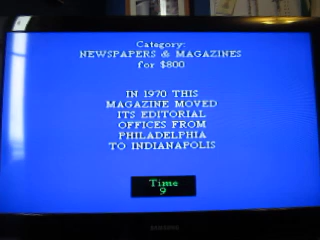 Category:
NEWSPAPERS & MAGAZINES
for $800
IN 1970 THIS
MAGAZINE MOVED
ITS EDITORIAL
OFFICES FROM
PHILADELPHIA
TO INDIANAPOLIS
Time
9
SAMSUNG